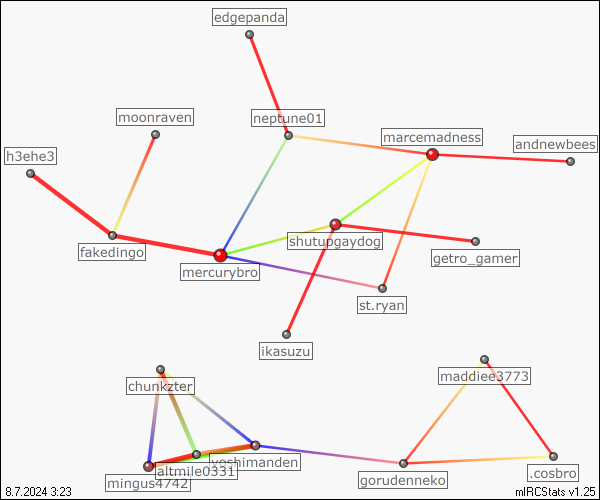 edgepanda
moonraven
neptune01
marcemadness
andnewbees
h3ehe3
fakedingo
shutupgaydog
mercurybro
getro_gamer
st.ryan
ikasuzu
chunkzter
maddiee3773
yoshimanden
altmile0331
mingus4742
gorudenneko
.cosbro
8.7.2024 3:23
mIRCStats v1.25